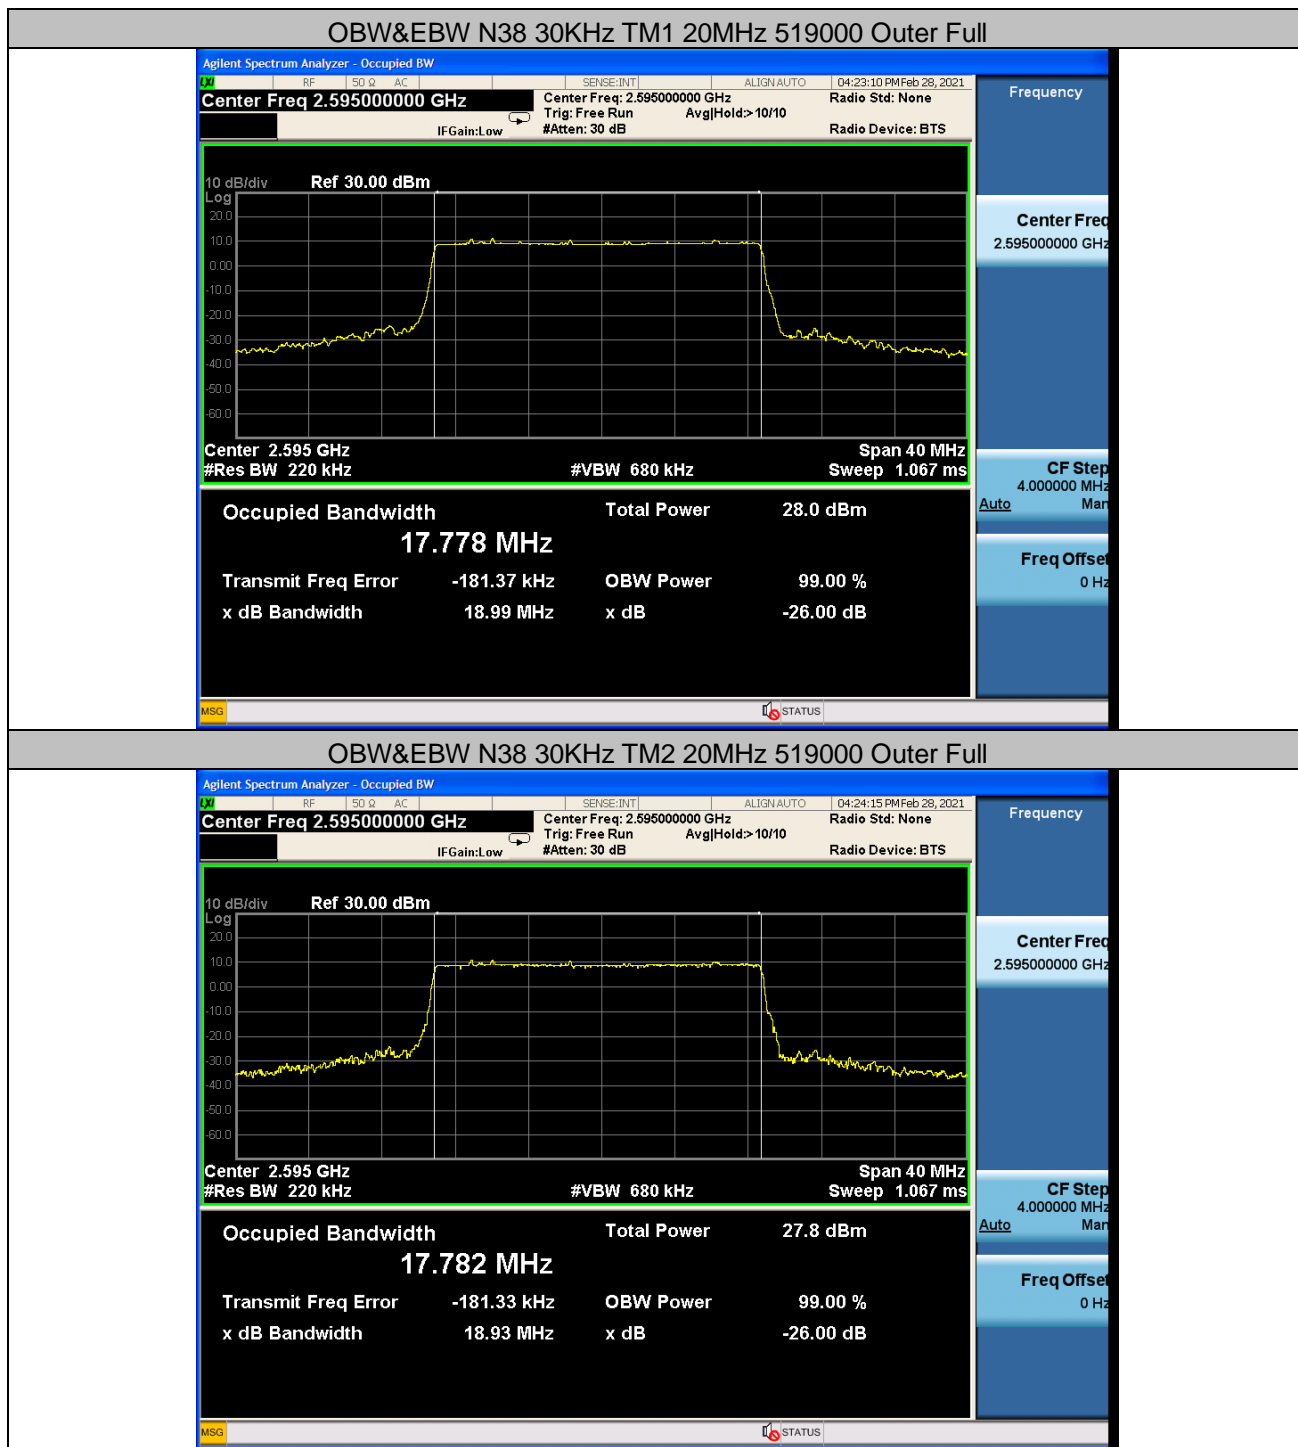 OBW&EBW N38 30KHz TM1 20MHz 519000 Outer Full
Agilent Spectrum Analyzer - Occupied BW
LXI RF 50 Ω AC SENSE:INT ALIGN AUTO 04:23:10 PM Feb 28, 2021
Center Freq 2.595000000 GHz
Center Freq: 2.595000000 GHz Radio Std: None
Trig: Free Run Avg|Hold:> 10/10
IFGain:Low #Atten: 30 dB Radio Device: BTS
Frequency
10 dB/div Ref 30.00 dBm
Log
20.0
10.0
0.00
-10.0
-20.0
-30.0
-40.0
-50.0
-60.0
Center 2.595 GHz Span 40 MHz
#Res BW 220 kHz #VBW 680 kHz Sweep 1.067 ms
Center Freq
2.595000000 GHz
CF Step
4.000000 MHz
Auto Man
Freq Offset
0 Hz
Occupied Bandwidth Total Power 28.0 dBm
17.778 MHz
Transmit Freq Error -181.37 kHz OBW Power 99.00 %
x dB Bandwidth 18.99 MHz x dB -26.00 dB
MSG STATUS
OBW&EBW N38 30KHz TM2 20MHz 519000 Outer Full
Agilent Spectrum Analyzer - Occupied BW
LXI RF 50 Ω AC SENSE:INT ALIGN AUTO 04:24:15 PM Feb 28, 2021
Center Freq 2.595000000 GHz
Center Freq: 2.595000000 GHz Radio Std: None
Trig: Free Run Avg|Hold:> 10/10
IFGain:Low #Atten: 30 dB Radio Device: BTS
Frequency
10 dB/div Ref 30.00 dBm
Log
20.0
10.0
0.00
-10.0
-20.0
-30.0
-40.0
-50.0
-60.0
Center 2.595 GHz Span 40 MHz
#Res BW 220 kHz #VBW 680 kHz Sweep 1.067 ms
Center Freq
2.595000000 GHz
CF Step
4.000000 MHz
Auto Man
Freq Offset
0 Hz
Occupied Bandwidth Total Power 27.8 dBm
17.782 MHz
Transmit Freq Error -181.33 kHz OBW Power 99.00 %
x dB Bandwidth 18.93 MHz x dB -26.00 dB
MSG STATUS